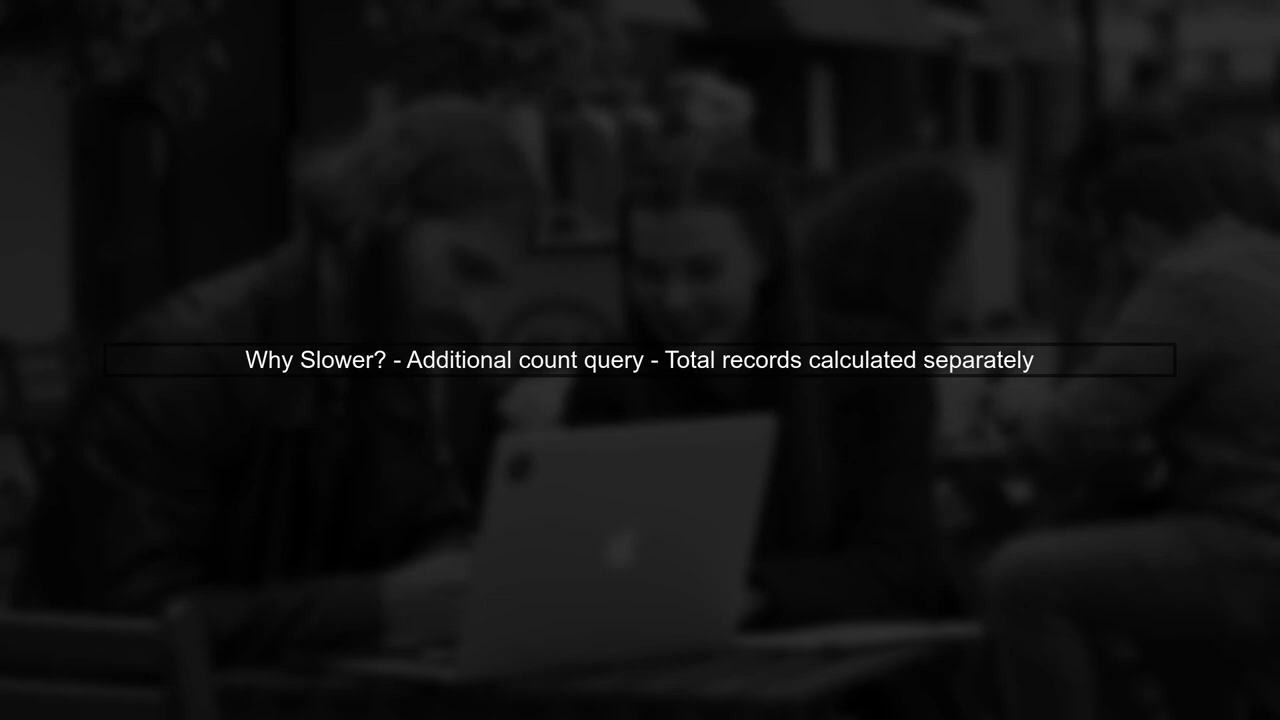 Why Slower? - Additional count query - Total records calculated separately